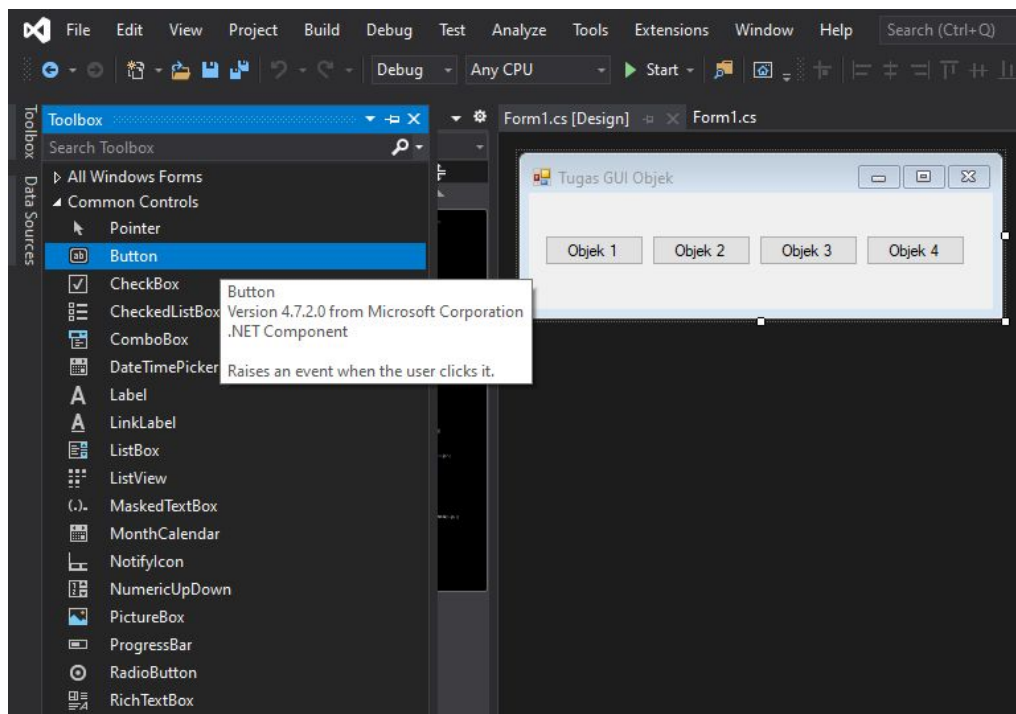 File Edit View Project Build Debug Test Analyze Tools Extensions Window Help Search (Ctrl+Q)
Debug Any CPU Start
Toolbox
Data Sources
Toolbox
Search Toolbox
All Windows Forms
Common Controls
Pointer
Button
CheckBox
CheckedListBox
ComboBox
DateTimePicker
Label
LinkLabel
ListBox
ListView
MaskedTextBox
MonthCalendar
NotifyIcon
NumericUpDown
PictureBox
ProgressBar
RadioButton
RichTextBox
Button
Version 4.7.2.0 from Microsoft Corporation
.NET Component
Raises an event when the user clicks it.
Form1.cs [Design] Form1.cs
Tugas GUI Objek
Objek 1 Objek 2 Objek 3 Objek 4